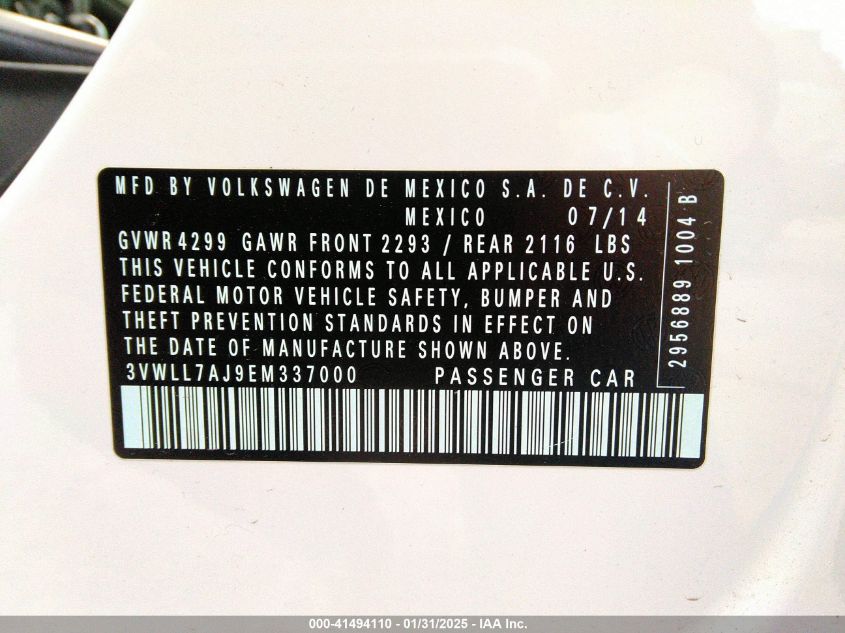 MFD BY VOLKSWAGEN DE MEXICO S.A. DE C.V.
MEXICO 07/14
GVWR 4299 GAWR FRONT 2293 / REAR 2116 LBS
THIS VEHICLE CONFORMS TO ALL APPLICABLE U.S.
FEDERAL MOTOR VEHICLE SAFETY, BUMPER AND
THEFT PREVENTION STANDARDS IN EFFECT ON
THE DATE OF MANUFACTURE SHOWN ABOVE.
3VWLL7AJ9EM337000 PASSENGER CAR
2956889 1004 B
000-41494110 - 01/31/2025 - IAA Inc.